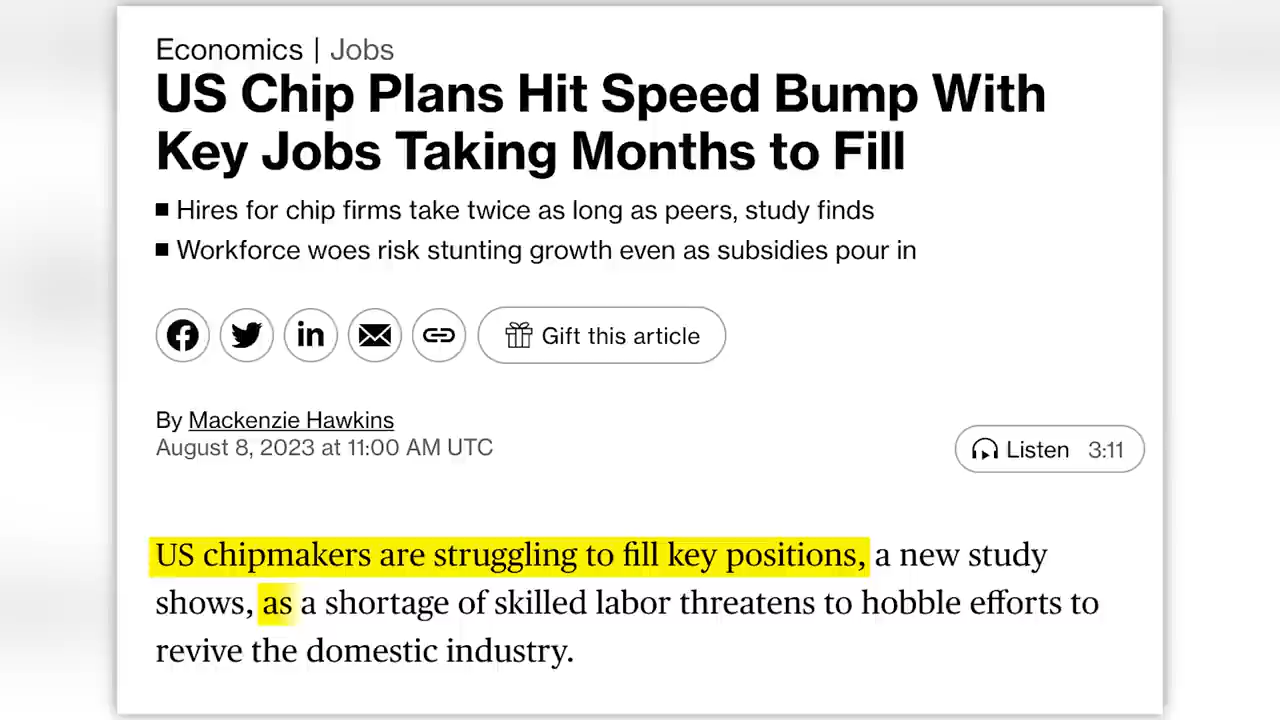 Economics | Jobs
US Chip Plans Hit Speed Bump With
Key Jobs Taking Months to Fill
■ Hires for chip firms take twice as long as peers, study finds
■ Workforce woes risk stunting growth even as subsidies pour in
in
Gift this article
By Mackenzie Hawkins
August 8, 2023 at 11:00 AM UTC
Listen 3:11
US chipmakers are struggling to fill key positions, a new study
shows, as a shortage of skilled labor threatens to hobble efforts to
revive the domestic industry.